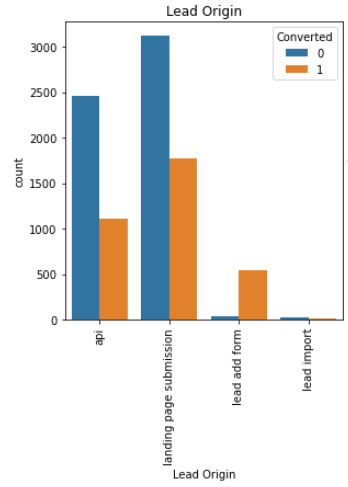 Lead Origin
Converted
0
1
3000
2500
2000
1500
1000
500
0
count
api
landing page submission
lead add form
lead import
Lead Origin